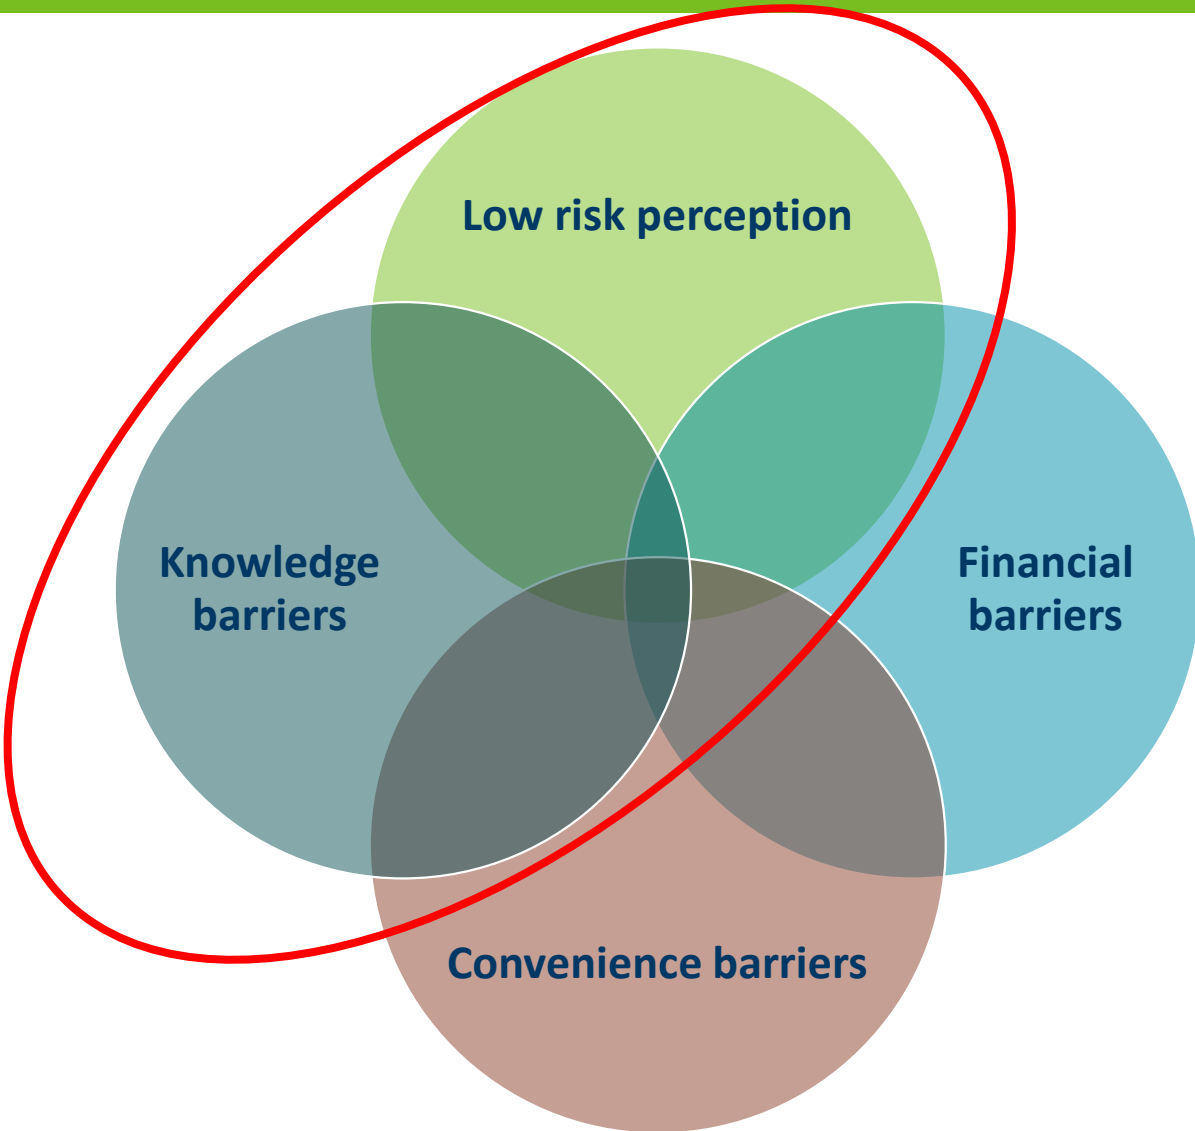 Low risk perception
Knowledge
barriers
Financial
barriers
Convenience barriers